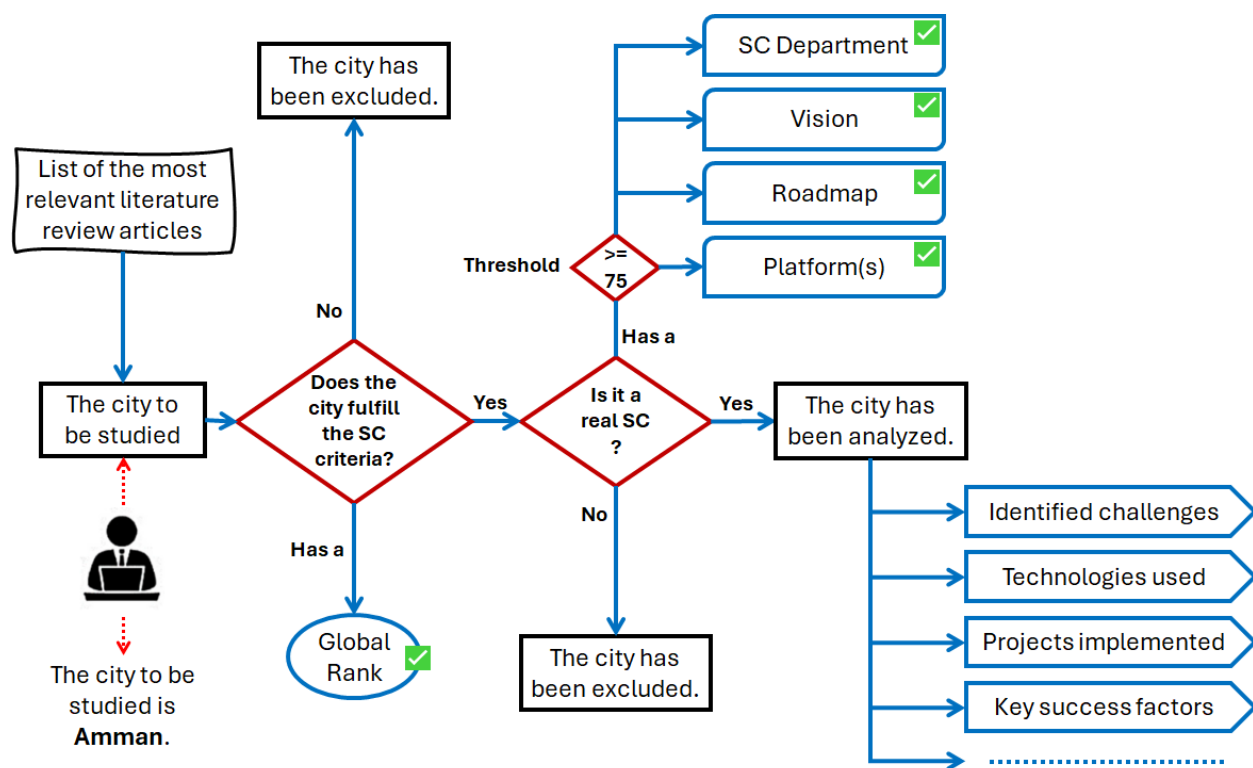 The city has
been excluded.
SC Department
Vision
Roadmap
Platform(s)
List of the most
relevant literature
review articles
Threshold
>=
75
No
Has a
The city to
be studied
Does the
city fulfill
the SC
criteria?
Yes
Is it a
real SC
?
Yes
The city has
been analyzed.
No
Has a
Identified challenges
Technologies used
Projects implemented
Key success factors
Global
Rank
The city has
been excluded.
The city to be
studied is
Amman.